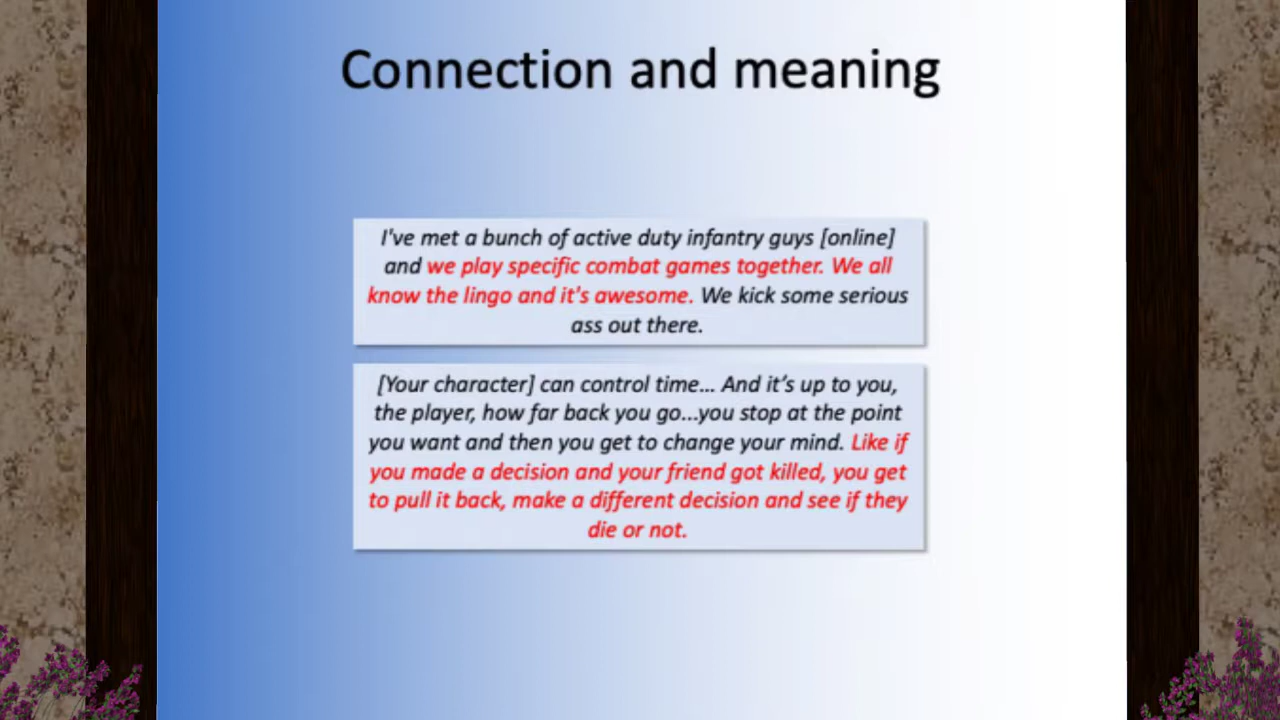 Connection and meaning
I've met a bunch of active duty infantry guys [online]
and we play specific combat games together. We all
know the lingo and it's awesome. We kick some serious
ass out there.
[Your character] can control time... And it's up to you,
the player, how far back you go...you stop at the point
you want and then you get to change your mind. Like if
you made a decision and your friend got killed, you get
to pull it back, make a different decision and see if they
die or not.